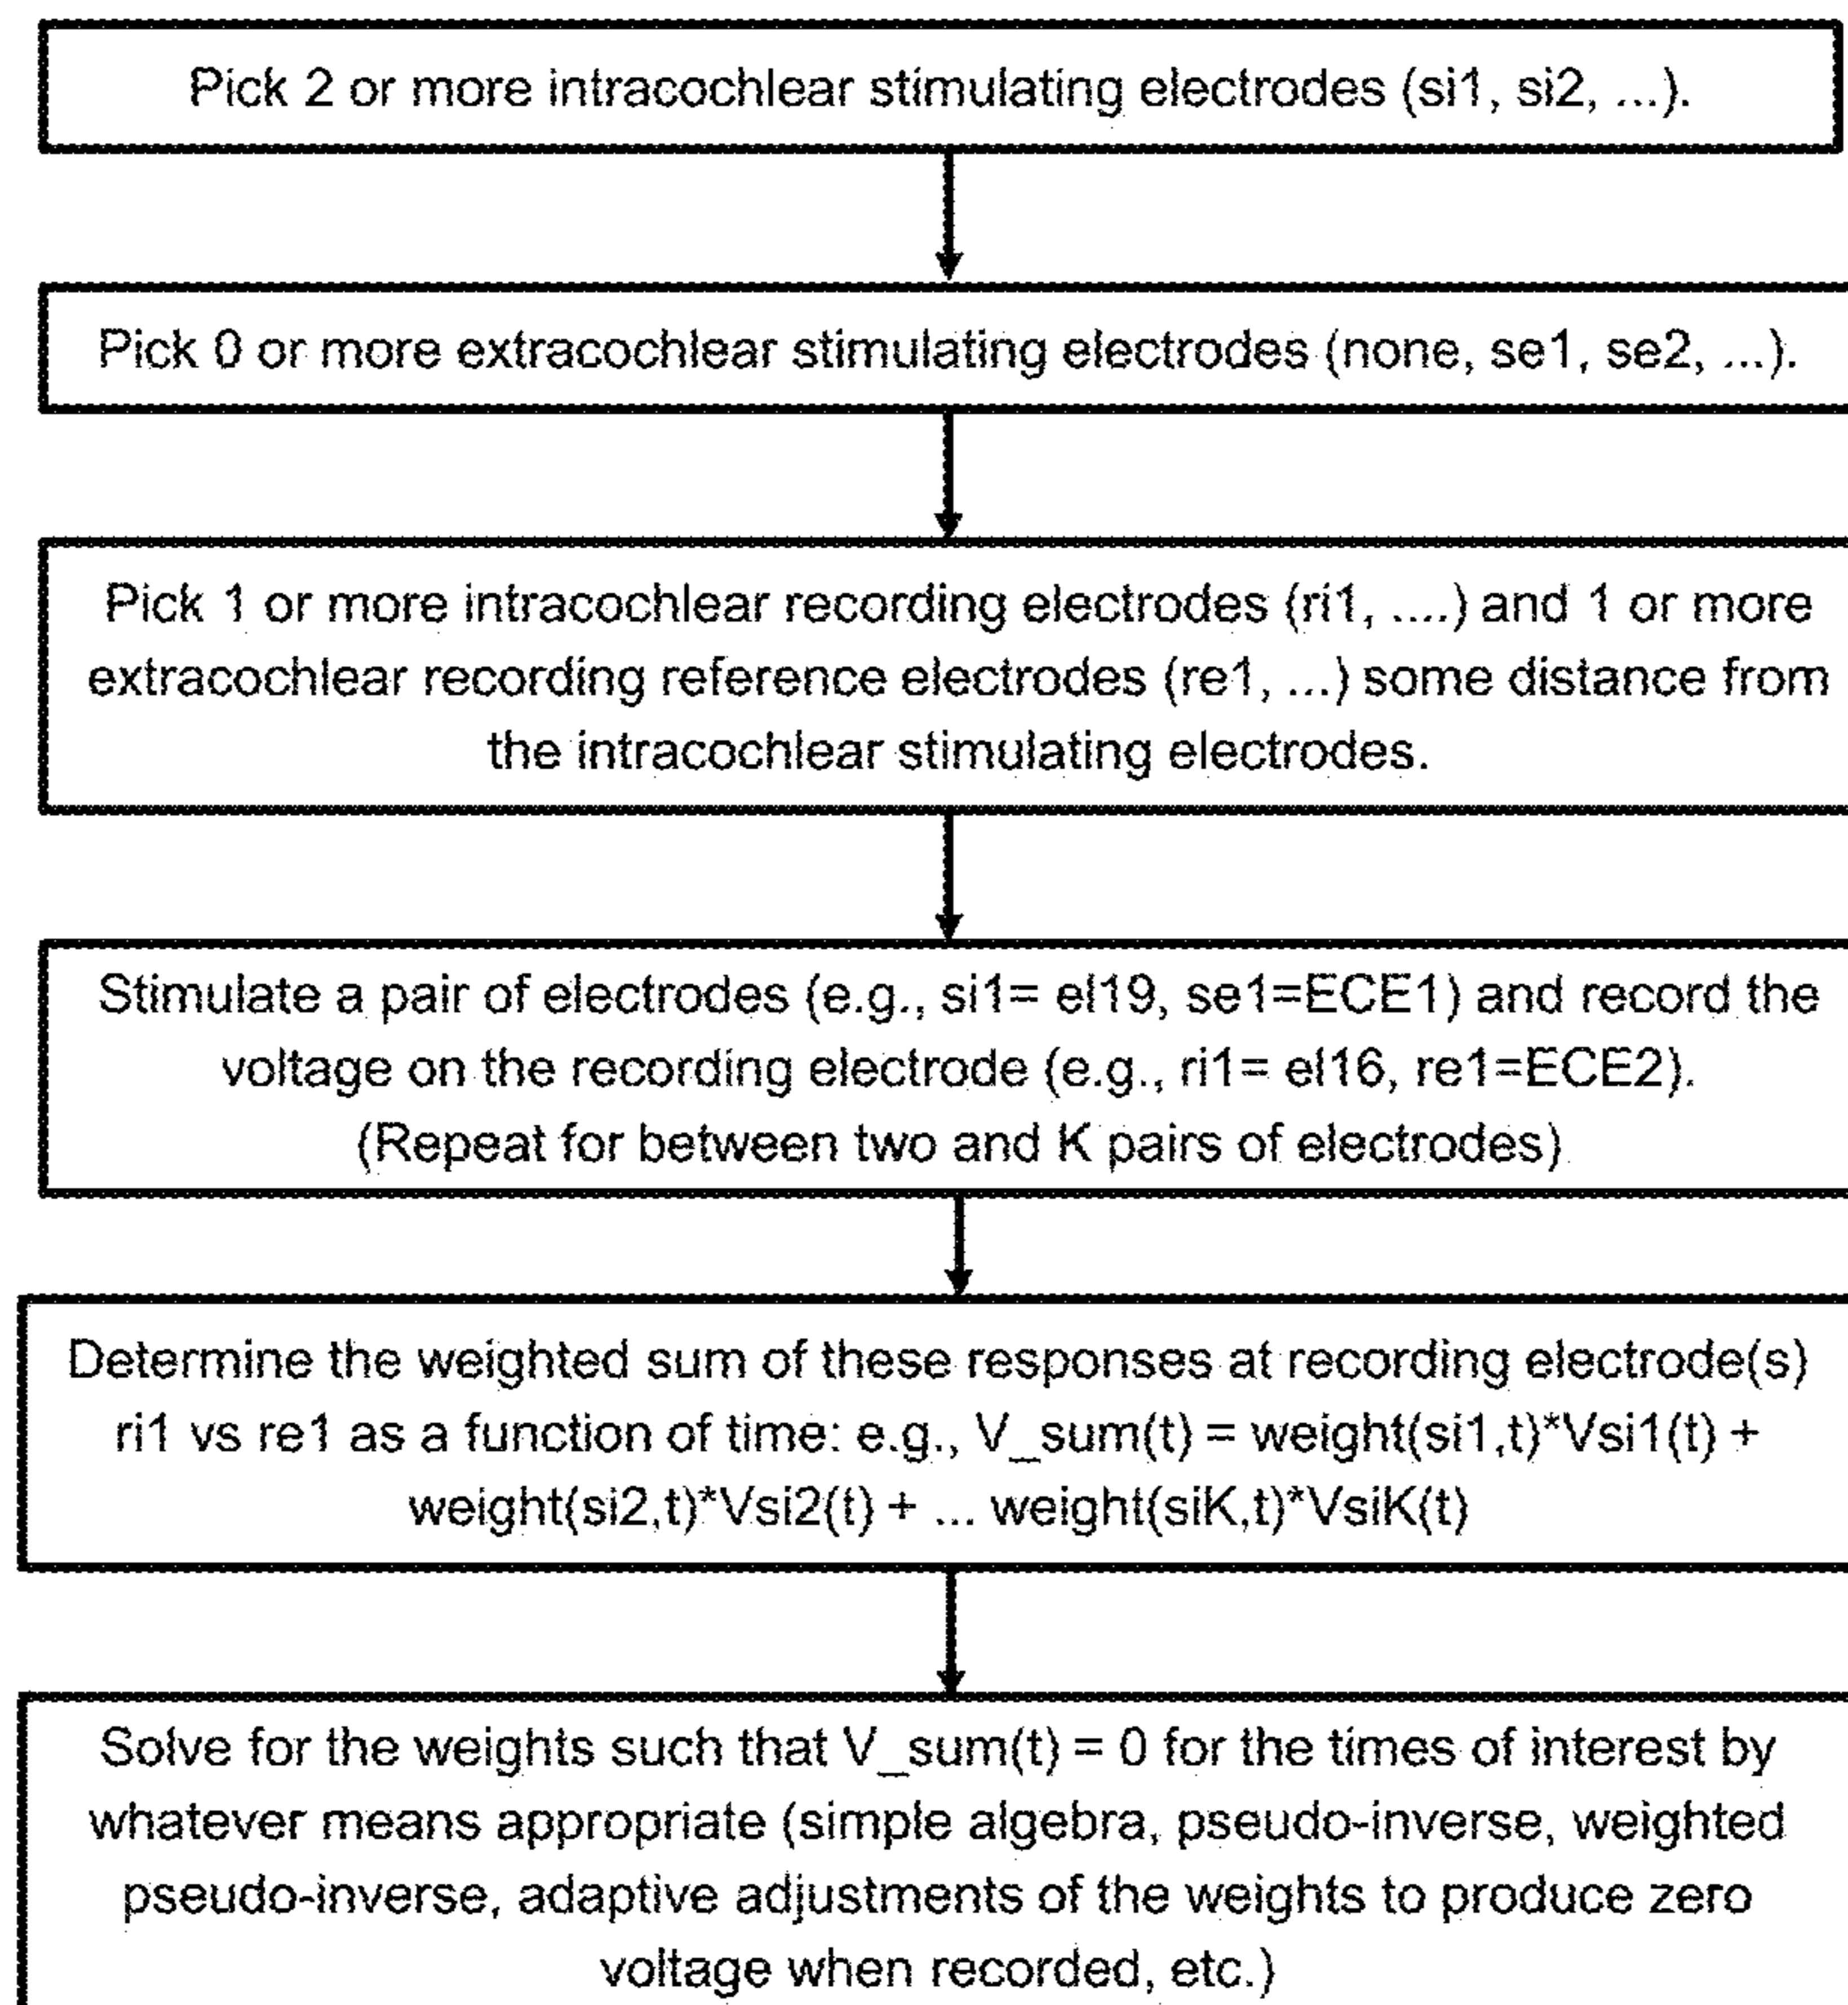 Pick 2 or more intracochlear stimulating electrodes (si1, si2, ...).
Pick 0 or more extracochlear stimulating electrodes (none, se1, se2, ...).
Pick 1 or more intracochlear recording electrodes (ri1, ....) and 1 or more
extracochlear recording reference electrodes (re1, ...) some distance from
the intracochlear stimulating electrodes.
Stimulate a pair of electrodes (e.g., si1= el19, se1=ECE1) and record the
voltage on the recording electrode (e.g., ri1= el16, re1=ECE2).
(Repeat for between two and K pairs of electrodes)
Determine the weighted sum of these responses at recording electrode(s)
ri1 vs re1 as a function of time: e.g., V_sum(t) = weight(si1,t)*Vsi1(t) +
weight(si2,t)*Vsi2(t) + ... weight(siK,t)*VsiK(t)
Solve for the weights such that V_sum(t) = 0 for the times of interest by
whatever means appropriate (simple algebra, pseudo-inverse, weighted
pseudo-inverse, adaptive adjustments of the weights to produce zero
voltage when recorded, etc.)